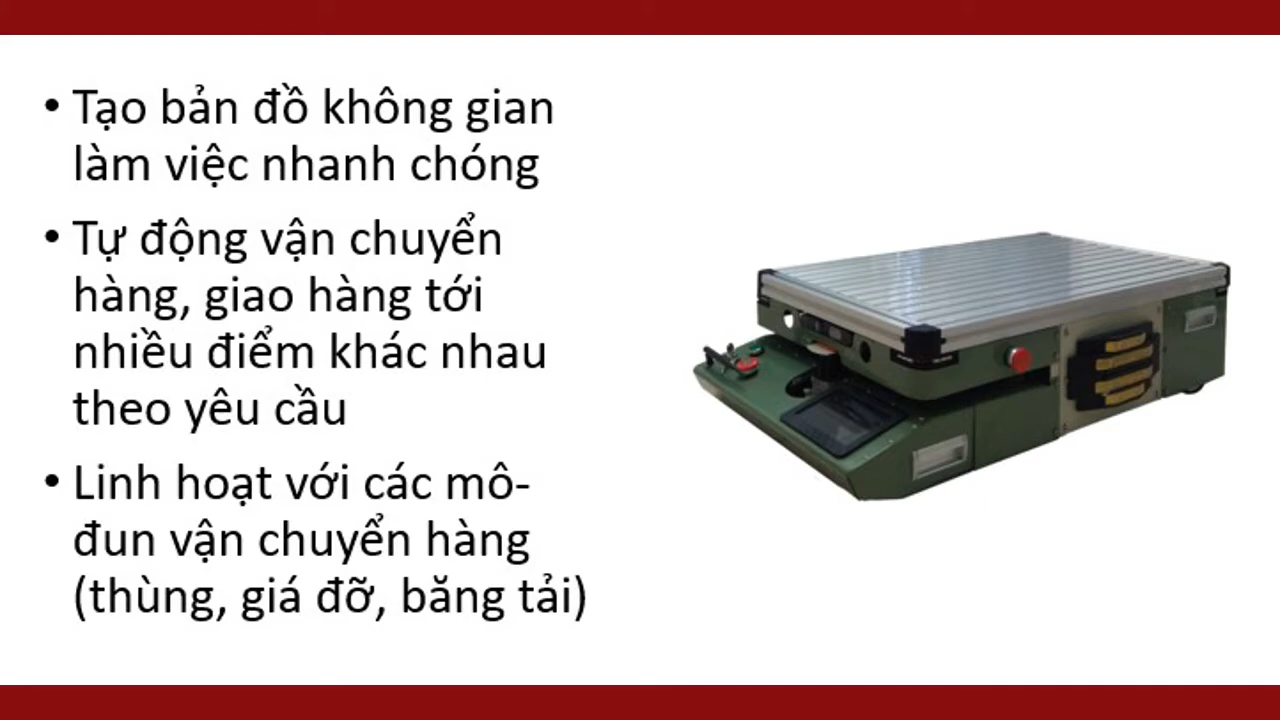 • Tạo bản đồ không gian
làm việc nhanh chóng
• Tự động vận chuyển
hàng, giao hàng tới
nhiều điểm khác nhau
theo yêu cầu
• Linh hoạt với các mô-
đun vận chuyển hàng
(thùng, giá đỡ, băng tải)